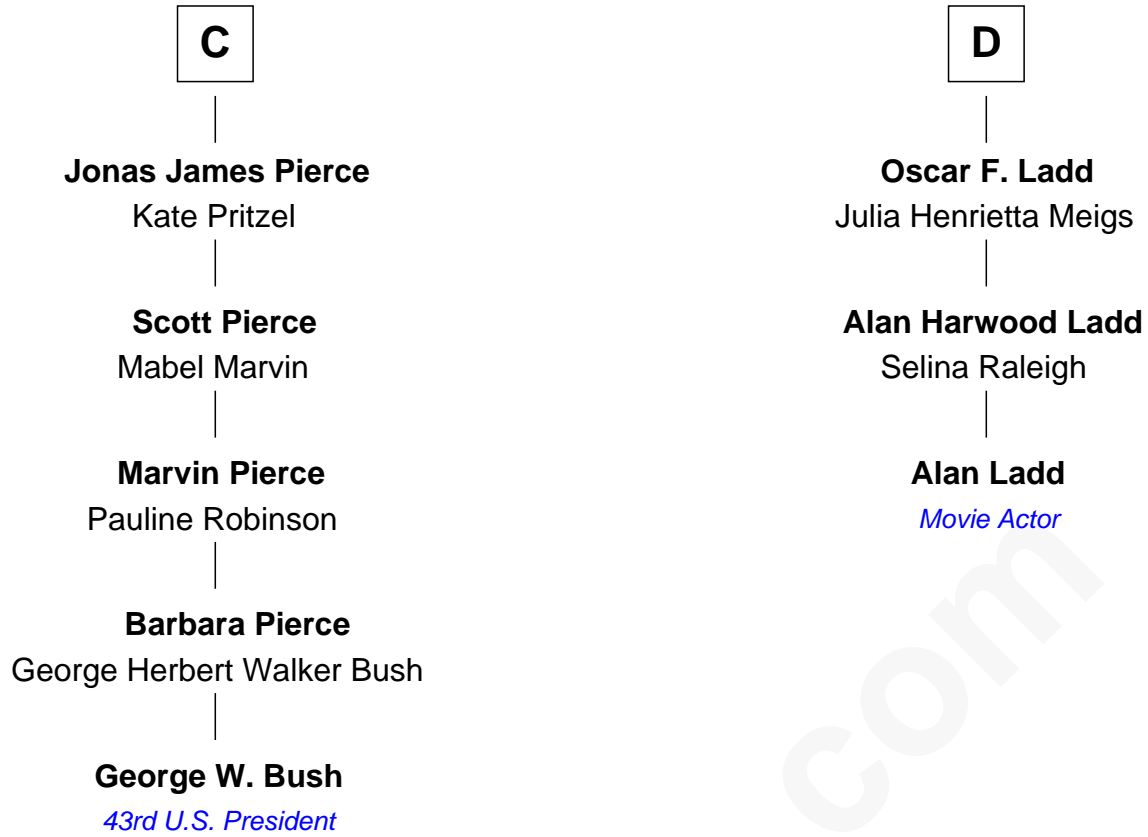 C
Jonas James Pierce
Kate Pritzel
Scott Pierce
Mabel Marvin
Marvin Pierce
Pauline Robinson
Barbara Pierce
George Herbert Walker Bush
George W. Bush
43rd U.S. President
D
Oscar F. Ladd
Julia Henrietta Meigs
Alan Harwood Ladd
Selina Raleigh
Alan Ladd
Movie Actor
com